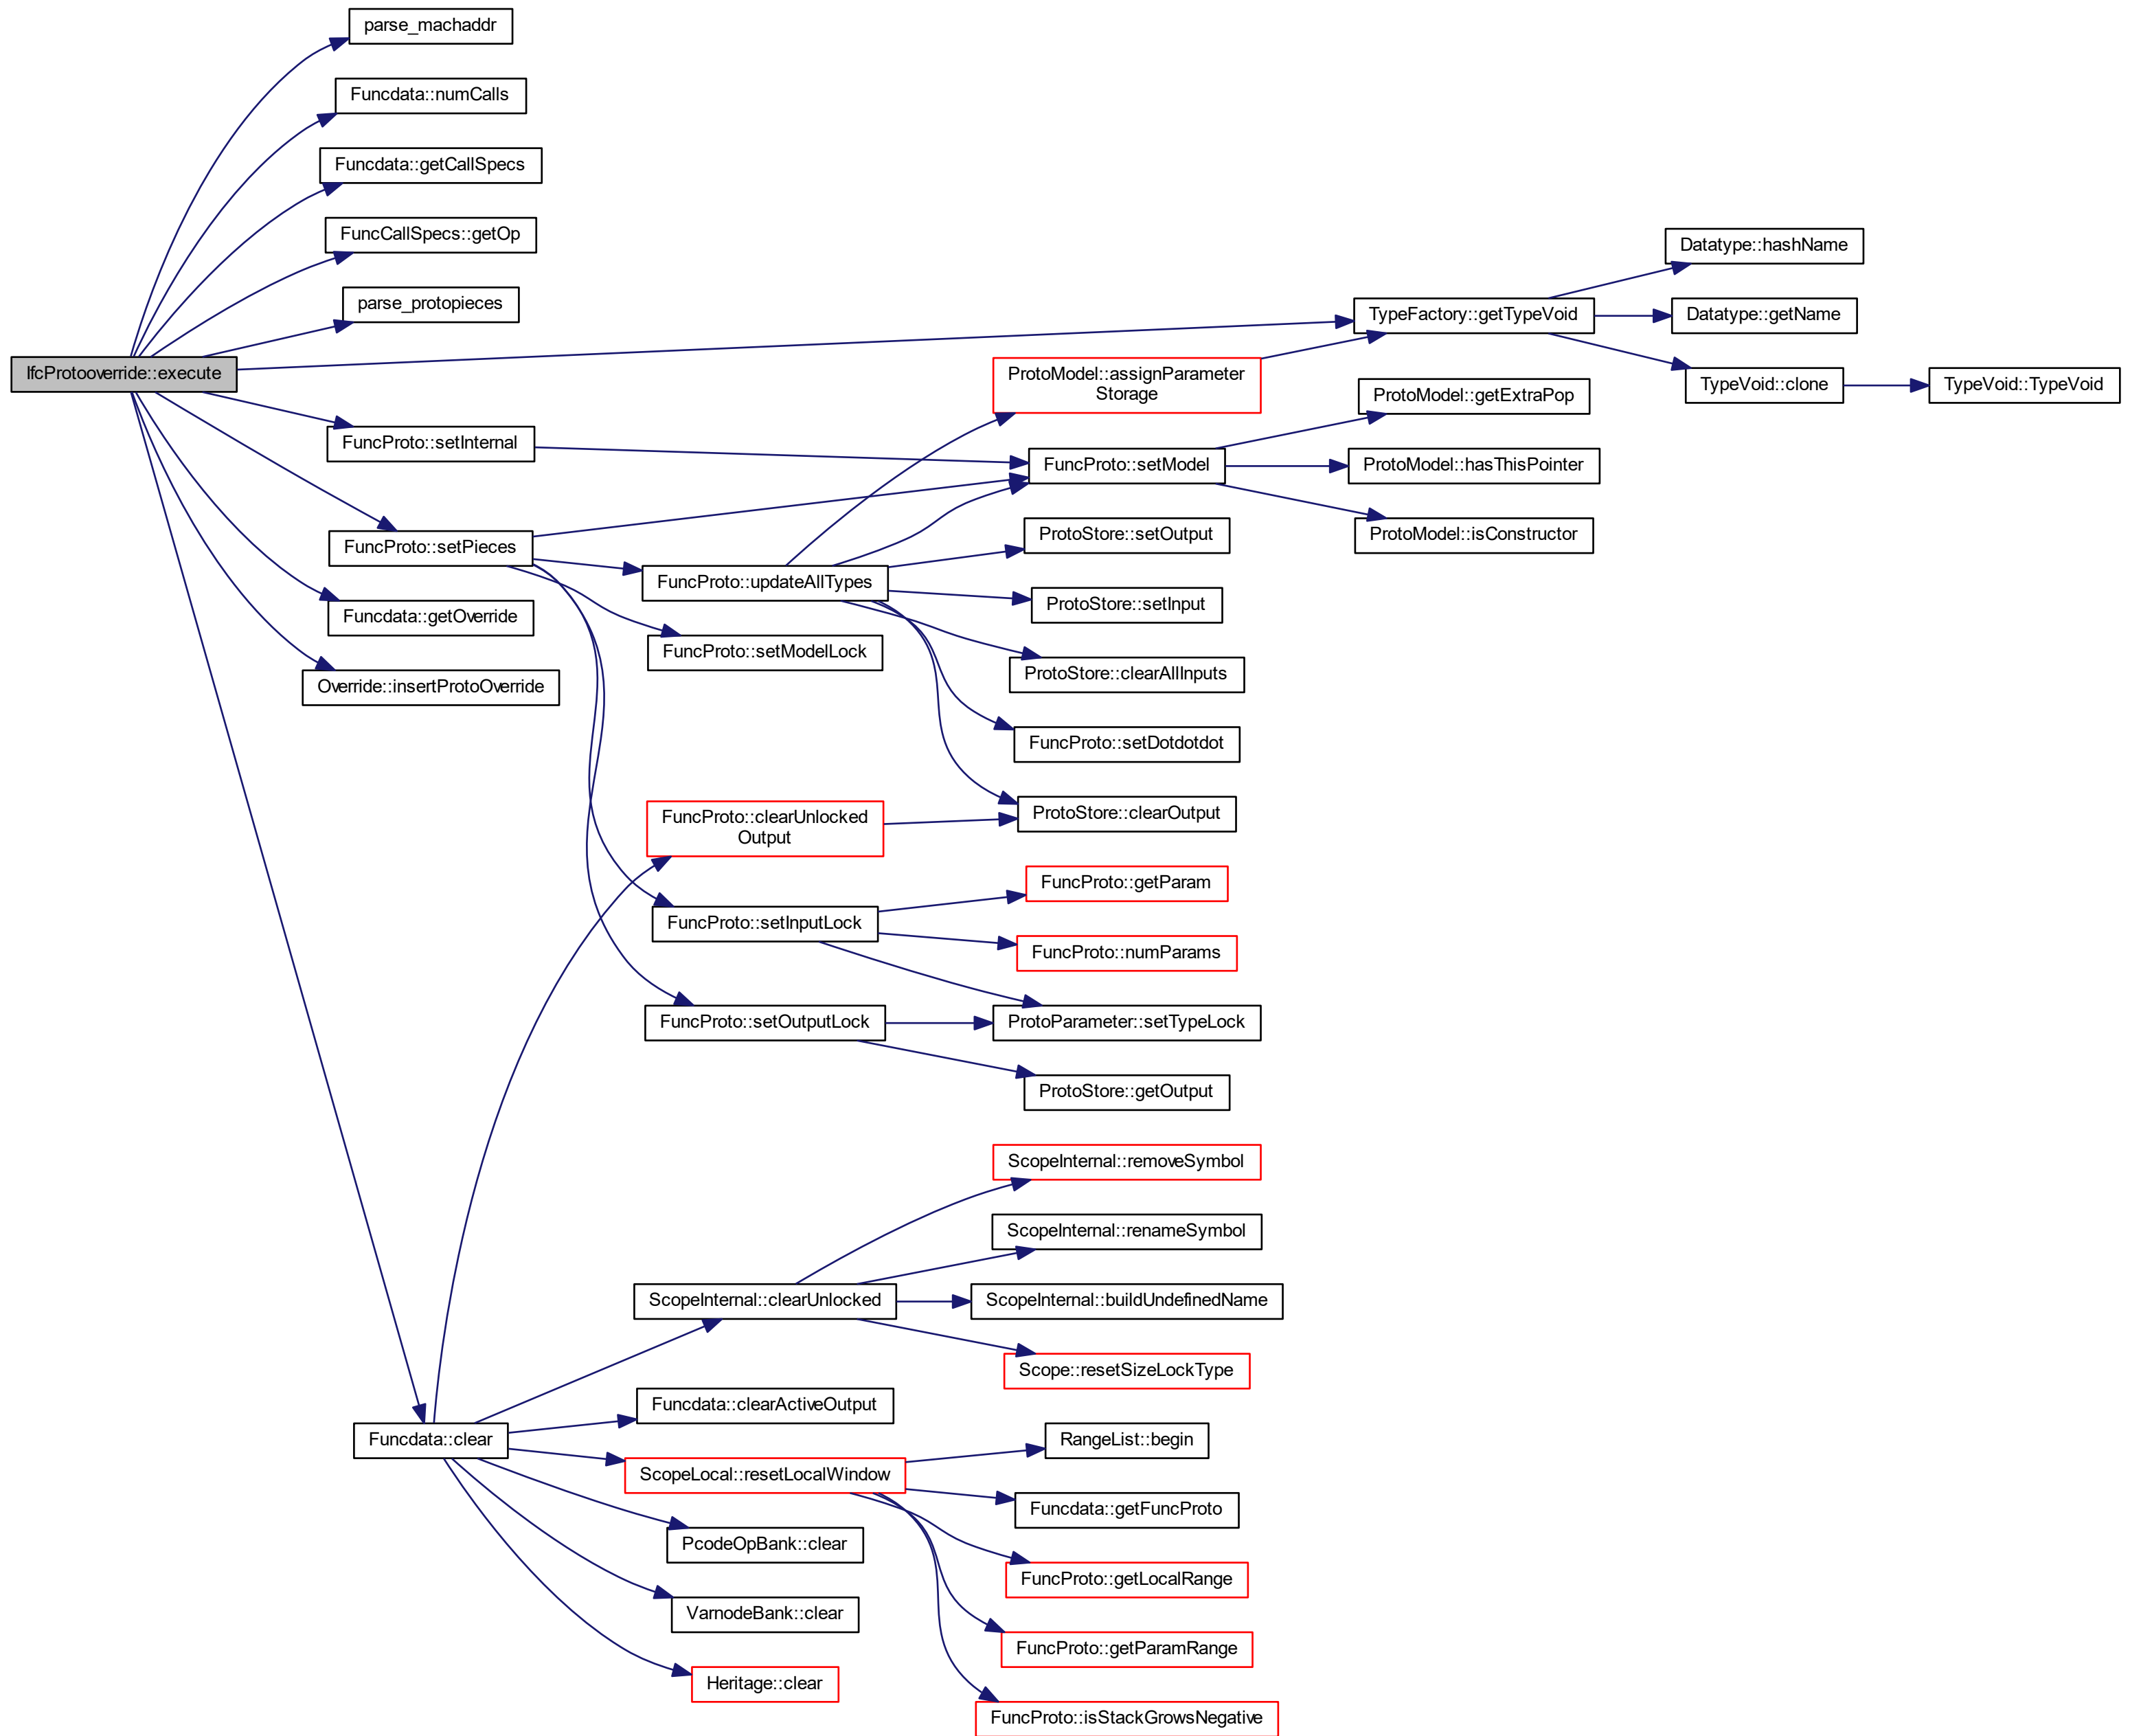 parse_machaddr
Funcdata::numCalls
Funcdata::getCallSpecs
FuncCallSpecs::getOp
parse_protopieces
IfcProtooverride::execute
FuncProto::setInternal
FuncProto::setPieces
Funcdata::getOverride
Override::insertProtoOverride
Funcdata::clear
FuncProto::updateAllTypes
FuncProto::setModelLock
FuncProto::clearUnlocked
Output
FuncProto::setInputLock
FuncProto::setOutputLock
ScopeInternal::clearUnlocked
Funcdata::clearActiveOutput
ScopeLocal::resetLocalWindow
PcodeOpBank::clear
VarnodeBank::clear
Heritage::clear
ProtoModel::assignParameter
Storage
FuncProto::setModel
ProtoStore::setOutput
ProtoStore::setInput
ProtoStore::clearAllInputs
FuncProto::setDotdotdot
ProtoStore::clearOutput
FuncProto::getParam
FuncProto::numParams
ProtoParameter::setTypeLock
ProtoStore::getOutput
ScopeInternal::removeSymbol
ScopeInternal::renameSymbol
ScopeInternal::buildUndefinedName
Scope::resetSizeLockType
RangeList::begin
Funcdata::getFuncProto
FuncProto::getLocalRange
FuncProto::getParamRange
FuncProto::isStackGrowsNegative
TypeFactory::getTypeVoid
ProtoModel::getExtraPop
ProtoModel::hasThisPointer
ProtoModel::isConstructor
Datatype::hashName
Datatype::getName
TypeVoid::clone
TypeVoid::TypeVoid